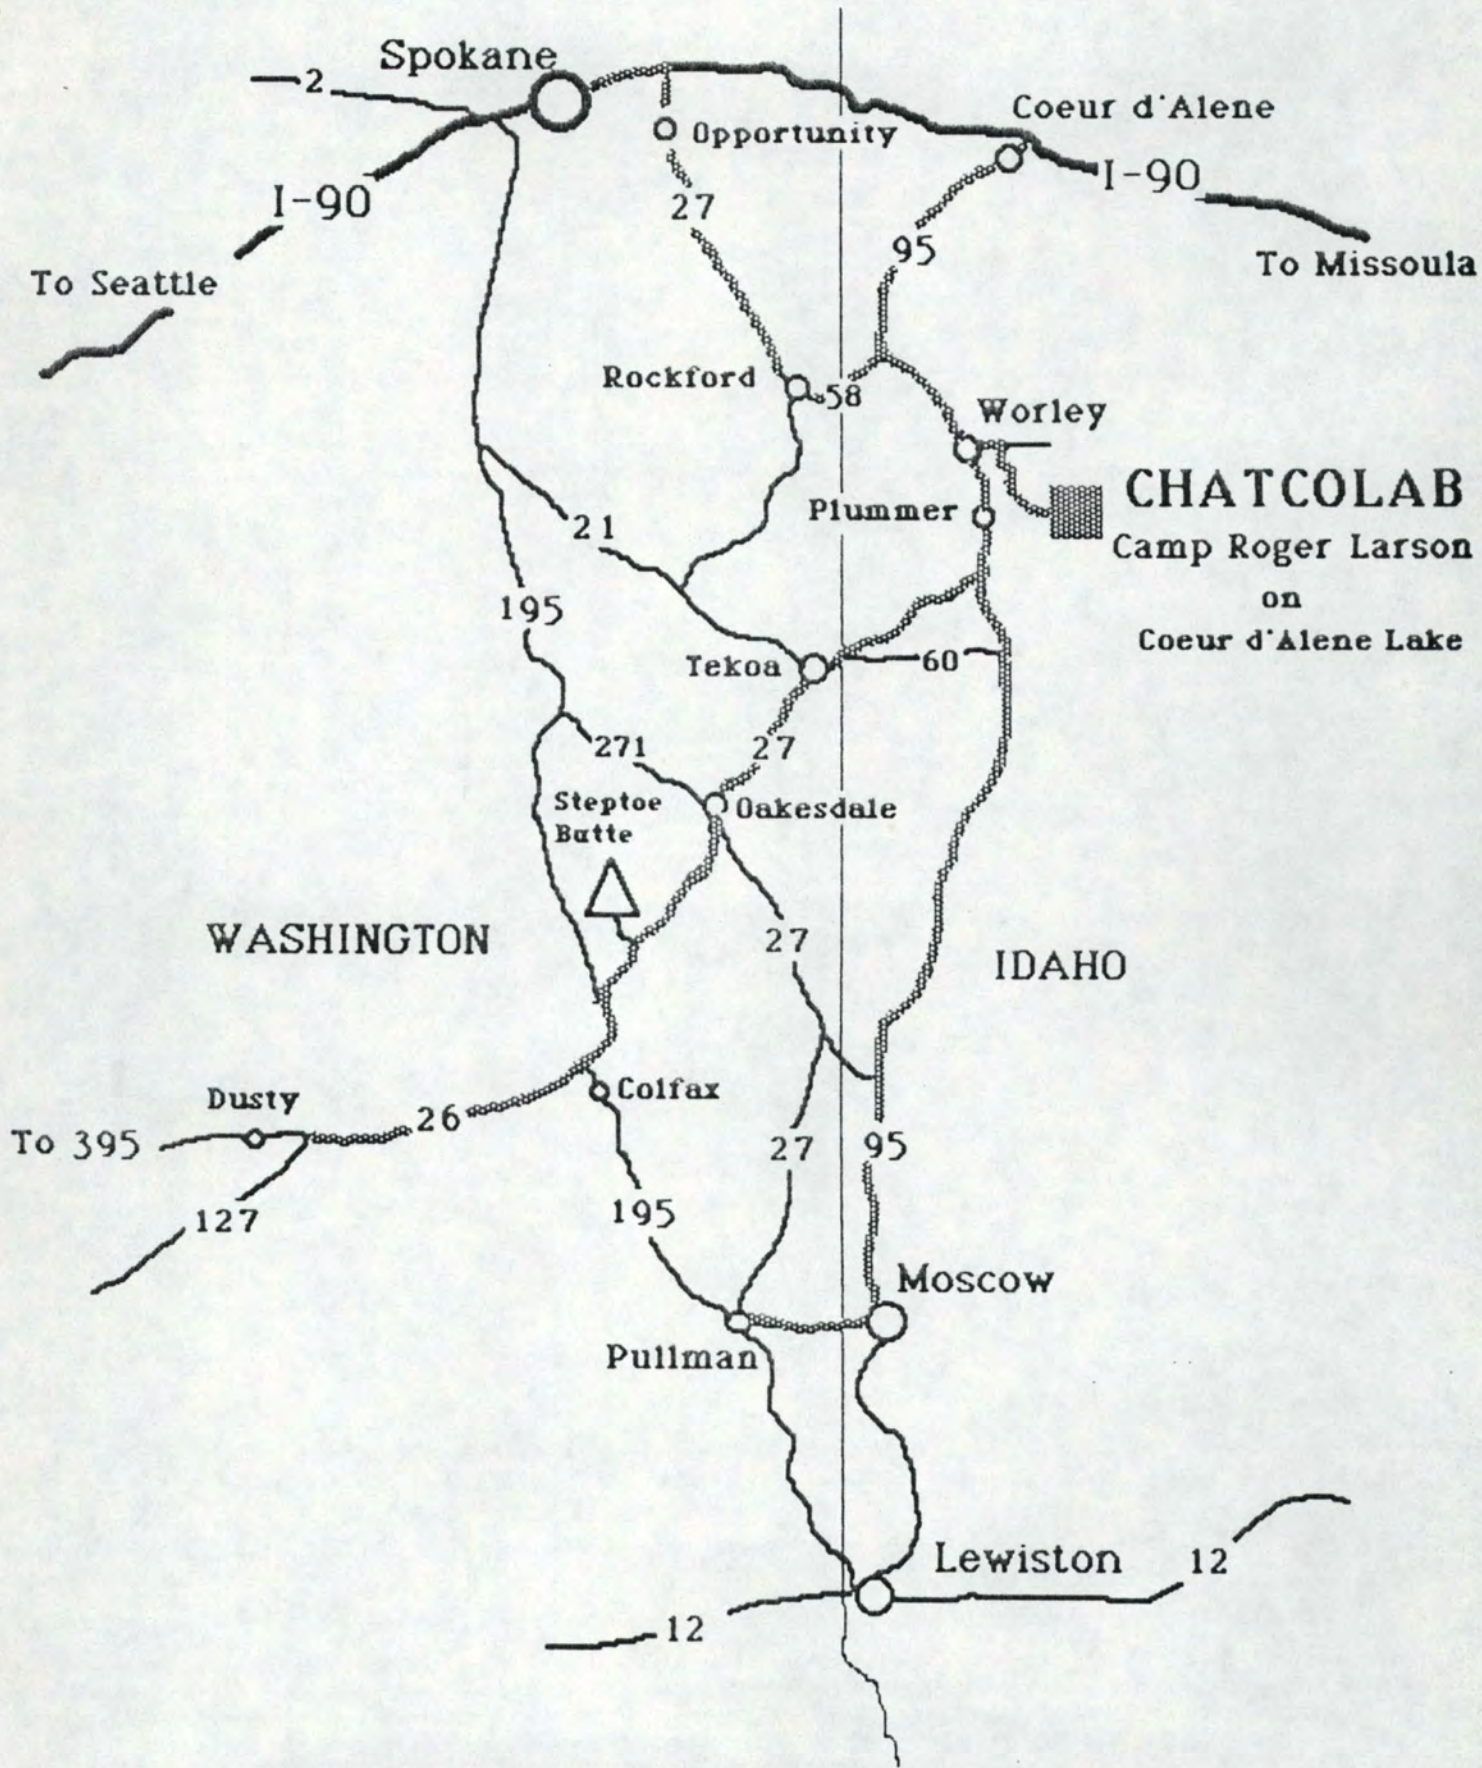 Spokane
2
Opportunity
Coeur d'Alene
I-90
I-90
27
95
To Seattle
To Missoula
Rockford
58
Worley
CHATCOLAB
Plummer
21
Camp Roger Larson
on
Coeur d'Alene Lake
195
Tekoa
60
271
27
Steptoe
Butte
Oakesdale
WASHINGTON
27
IDAHO
Dusty
Colfax
To 395
26
27
95
127
195
Moscow
Pullman
Lewiston
12
12